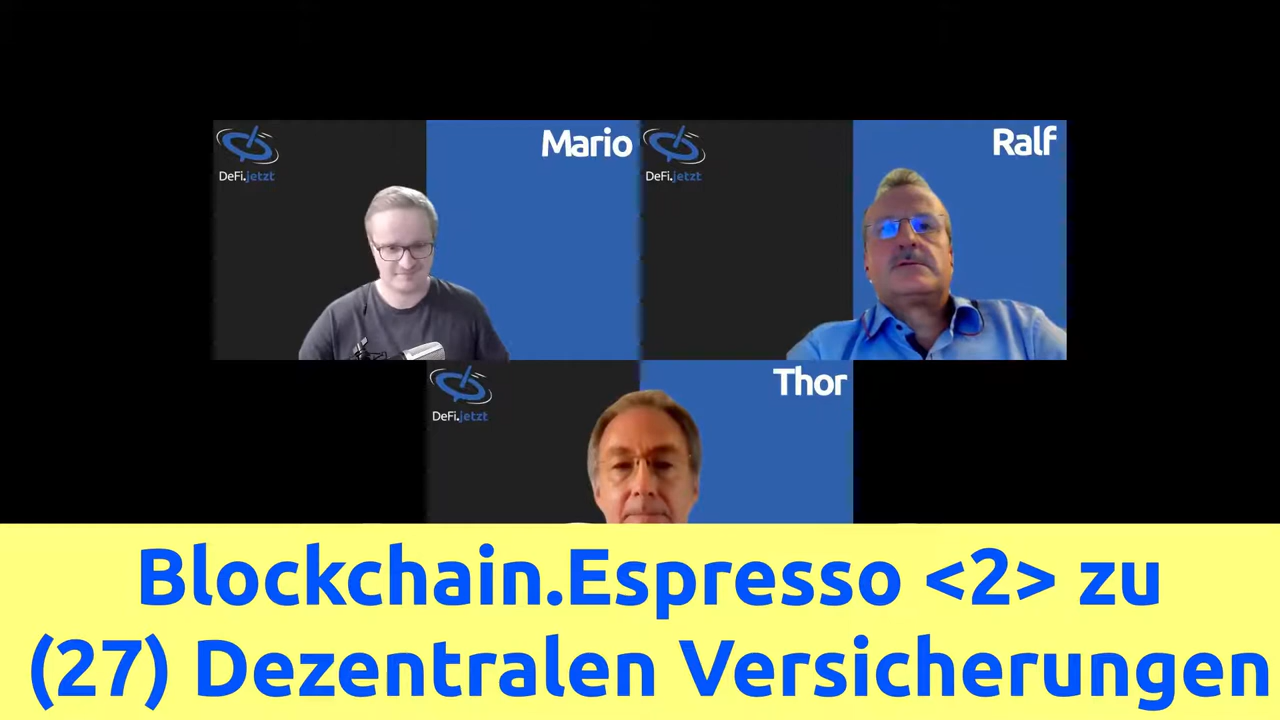 Mario
DeFi.jetzt
Ralf
DeFi.jetzt
Thor
DeFi.jetzt
Blockchain.Espresso <2> zu
(27) Dezentralen Versicherungen